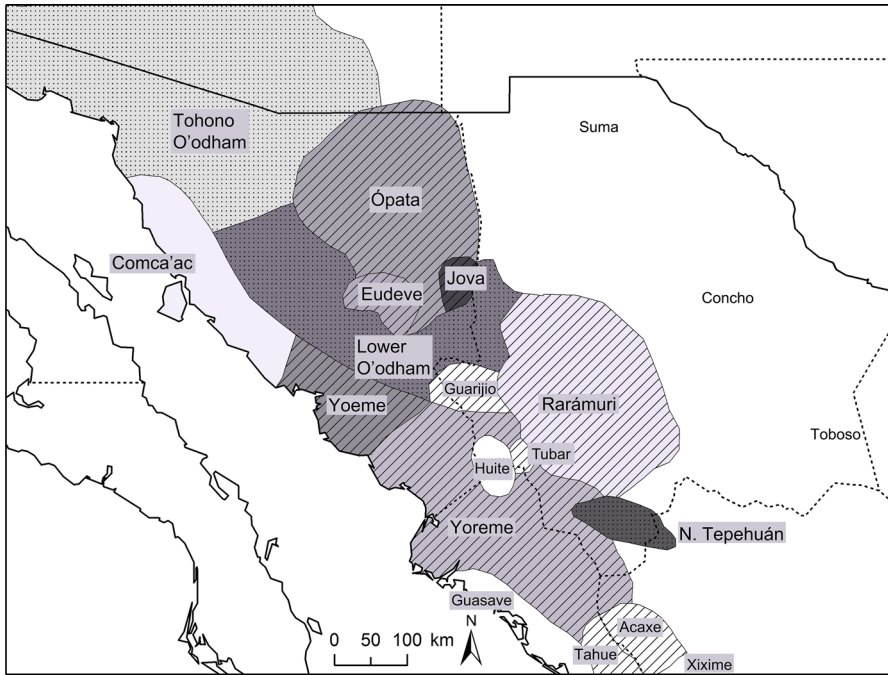 Suma
Tohono
O'odham
Ópata
Comca'ac
Jova
Eudeve
Concho
Lower
O'odham
Guarijio
Yoeme
Rarámuri
Toboso
Tubar
Huite
Yoreme
N. Tepehuán
Guasave
N
Acaxe
0 50 100 km
Tahue
Xixime